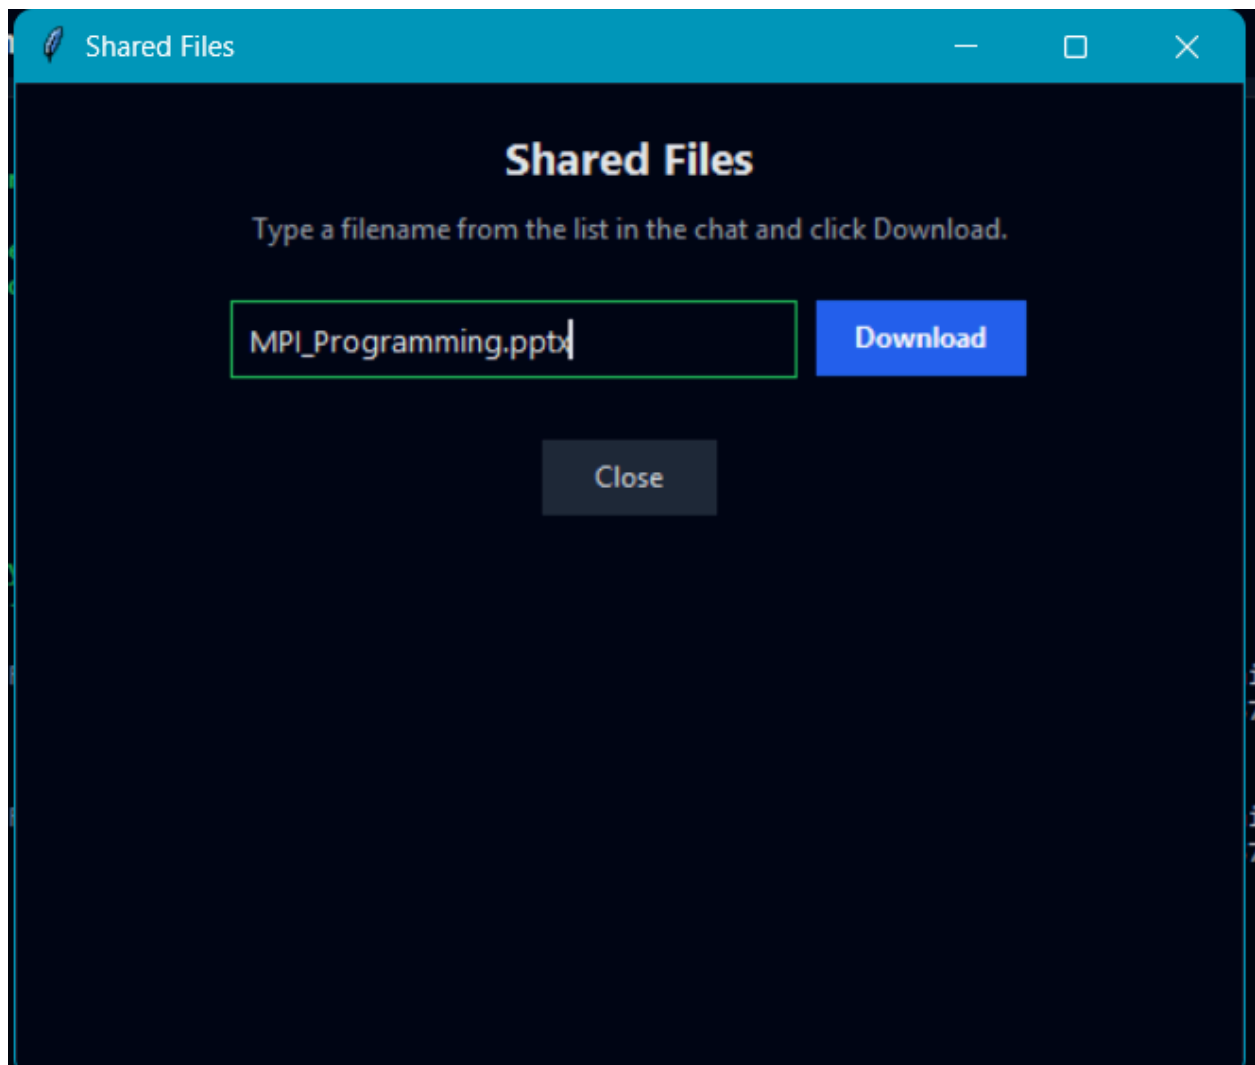 Shared Files
Shared Files
Type a filename from the list in the chat and click Download.
MPI_Programming.pptx
Download
Close